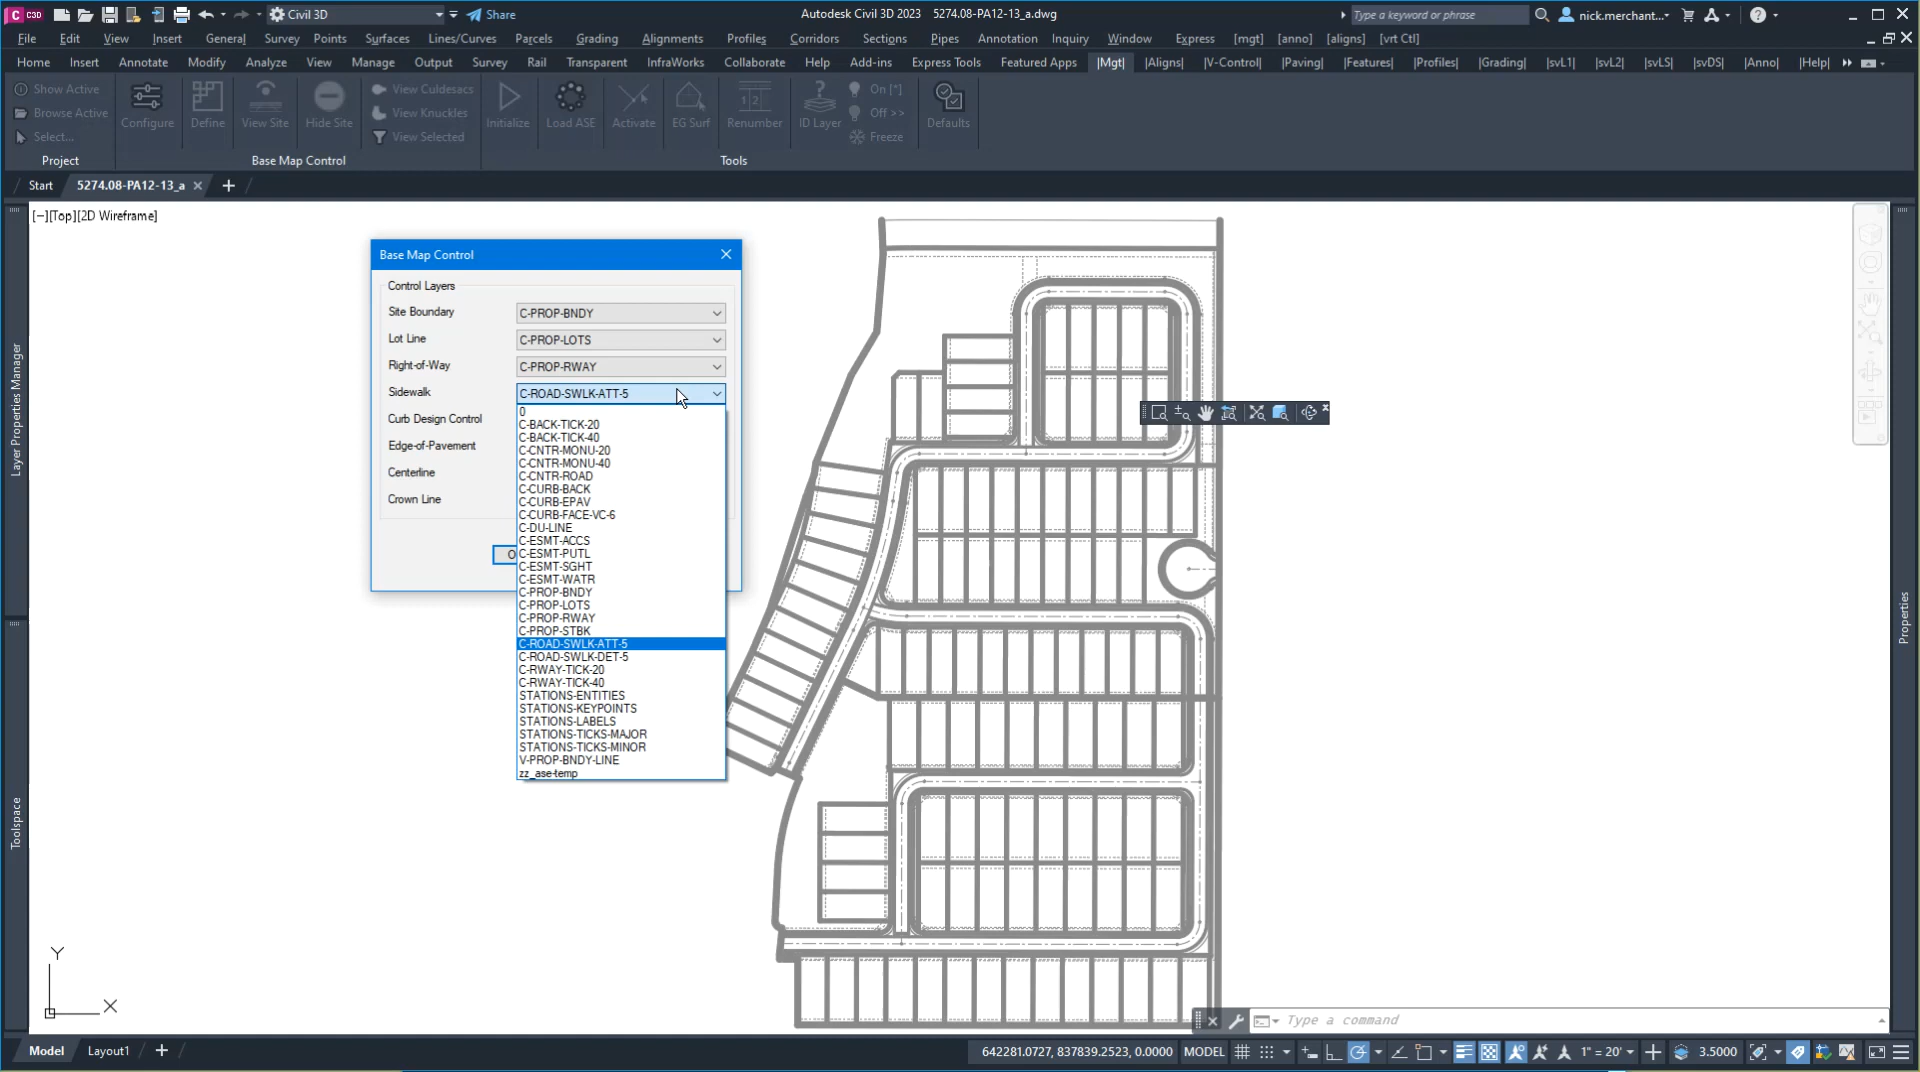 C C3D Civil 3D Share Autodesk Civil 3D 2023 5274.08-PA12-13_a.dwg Type a keyword or phrase nick.merchant...
File Edit View Insert General Survey Points Surfaces Lines/Curves Parcels Grading Alignments Profiles Corridors Sections Pipes Annotation Inquiry Window Express [mgt] [anno] [aligns] [vrt Ctl]
Home Insert Annotate Modify Analyze View Manage Output Survey Rail Transparent InfraWorks Collaborate Help Add-ins Express Tools Featured Apps |Mgt| |Aligns| |V-Control| |Paving| |Features| |Profiles| |Grading| |svL1| |svL2| |svLS| |svDS| |Anno| |Help|
Show Active
Browse Active
Select...
Project
Configure
Define
View Site
Hide Site
View Culdesacs
View Knuckles
View Selected
Base Map Control
Initialize
Load ASE
Activate
EG Surf
Renumber
ID Layer
On [*]
Off >>
Freeze
Defaults
Tools
Start 5274.08-PA12-13_a
[−][Top][2D Wireframe]
Layer Properties Manager
Toolspace
Properties
Base Map Control
Control Layers
Site Boundary C-PROP-BNDY
Lot Line C-PROP-LOTS
Right-of-Way C-PROP-RWAY
Sidewalk C-ROAD-SWLK-ATT-5
Curb Design Control
Edge-of-Pavement
Centerline
Crown Line
O
0
C-BACK-TICK-20
C-BACK-TICK-40
C-CNTR-MONU-20
C-CNTR-MONU-40
C-CNTR-ROAD
C-CURB-BACK
C-CURB-EPAV
C-CURB-FACE-VC-6
C-DU-LINE
C-ESMT-ACCS
C-ESMT-PUTL
C-ESMT-SGHT
C-ESMT-WATR
C-PROP-BNDY
C-PROP-LOTS
C-PROP-RWAY
C-PROP-STBK
C-ROAD-SWLK-ATT-5
C-ROAD-SWLK-DET-5
C-RWAY-TICK-20
C-RWAY-TICK-40
STATIONS-ENTITIES
STATIONS-KEYPOINTS
STATIONS-LABELS
STATIONS-TICKS-MAJOR
STATIONS-TICKS-MINOR
V-PROP-BNDY-LINE
zz_ase-temp
Y
X
Type a command
Model Layout1
642281.0727, 837839.2523, 0.0000 MODEL 1" = 20' 3.5000